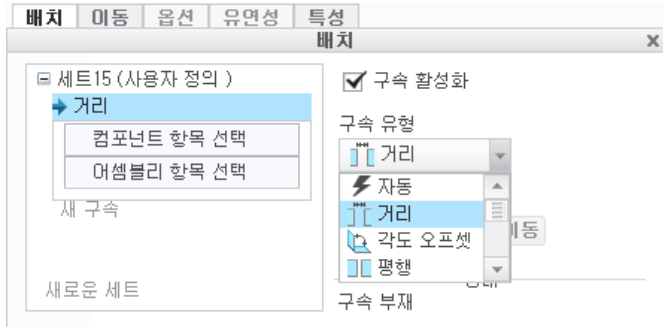 배치 이동 옵션 유연성 특성
배치
세트15 (사용자 정의 )
거리
컴포넌트 항목 선택
어셈블리 항목 선택
새 구속
새로운 세트
구속 활성화
구속 유형
거리
자동
거리
각도 오프셋
평행
이동
구속 부재